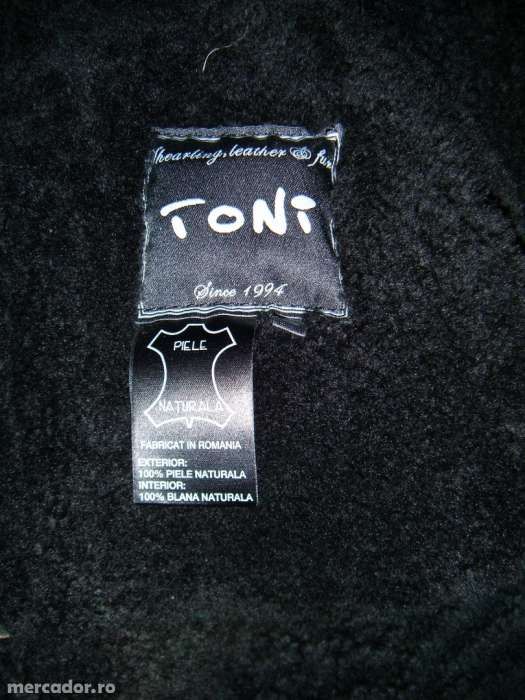 Shearling, leather & fur
TONi
Since 1994
PIELE
NATURALA
FABRICAT IN ROMANIA
EXTERIOR:
100% PIELE NATURALA
INTERIOR:
100% BLANA NATURALA
mercador.ro